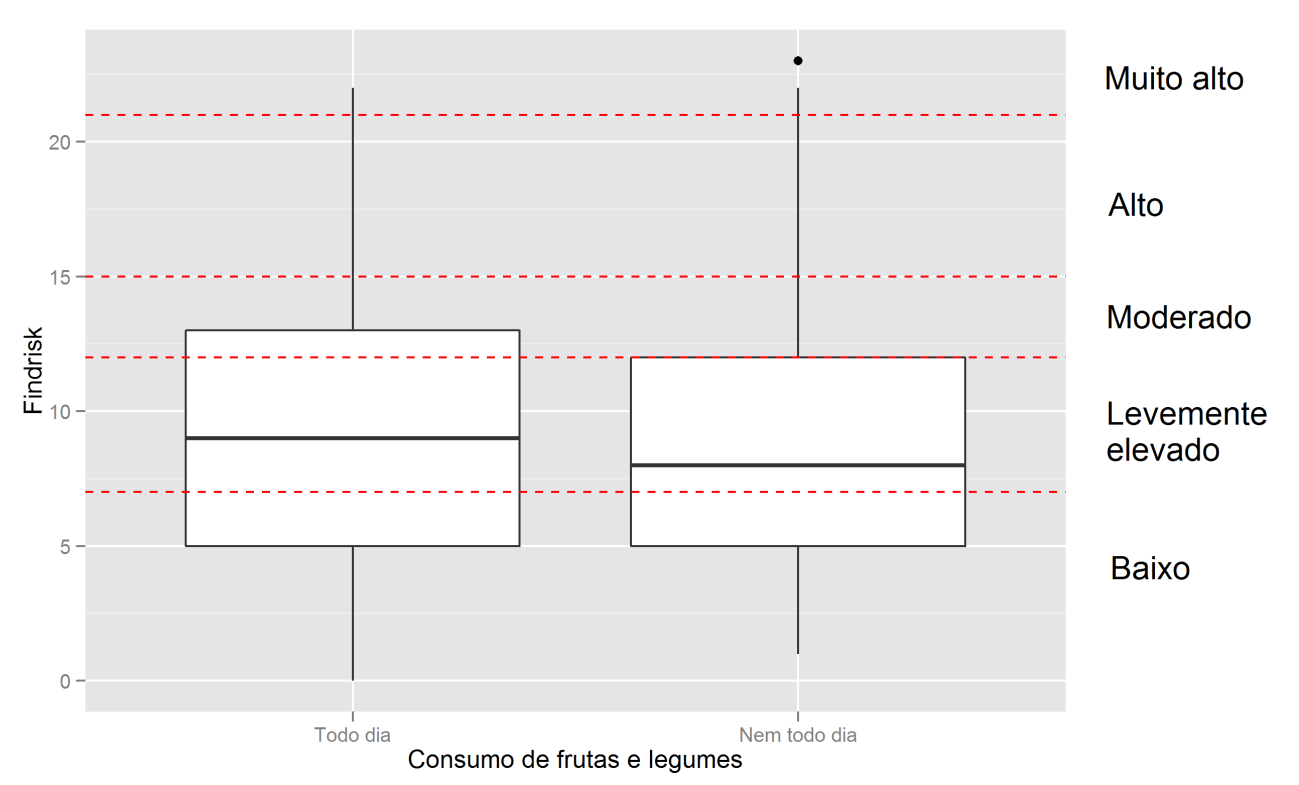 Muito alto
20
Alto
15
Moderado
Findrisk
10
Levemente
elevado
5
Baixo
0
Todo dia
Nem todo dia
Consumo de frutas e legumes